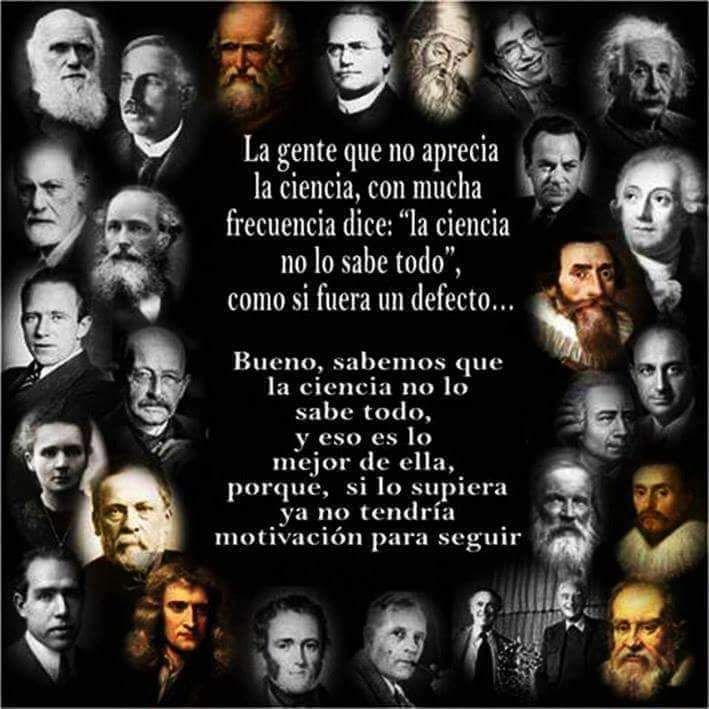 La gente que no aprecia
la ciencia, con mucha
frecuencia dice: “la ciencia
no lo sabe todo”,
como si fuera un defecto...
Bueno, sabemos que
la ciencia no lo
sabe todo,
y eso es lo
mejor de ella,
porque, si lo supiera
ya no tendría
motivación para seguir